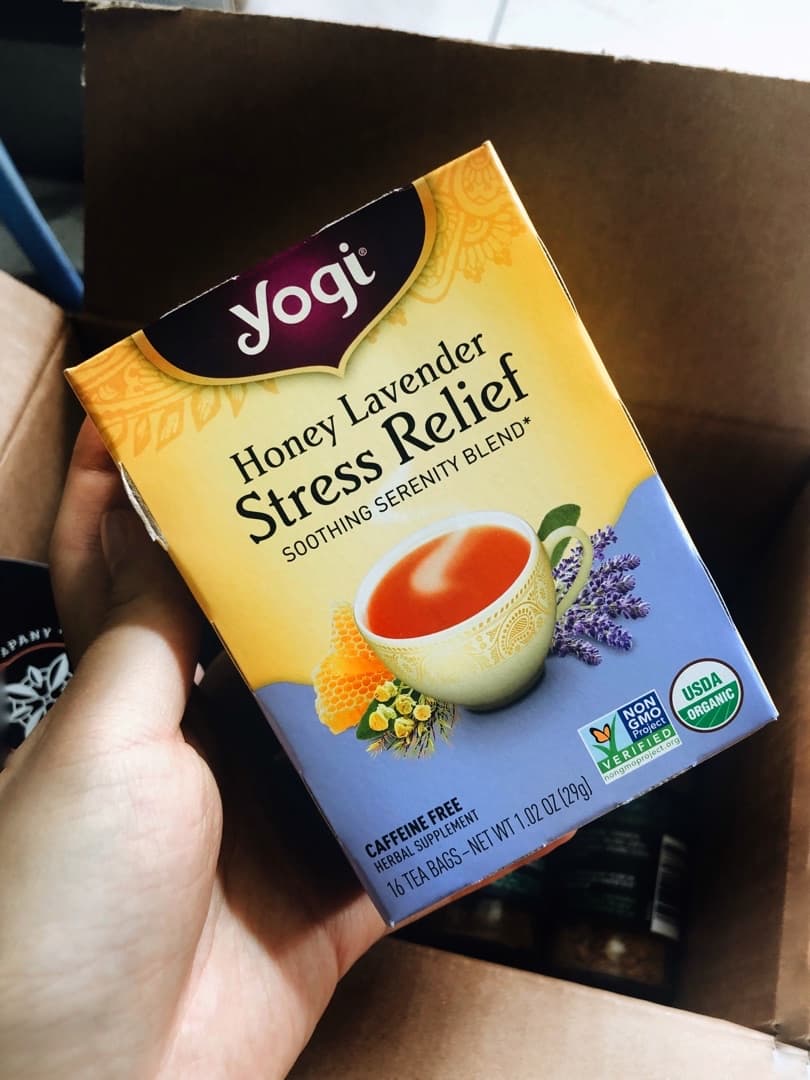 yogi®
Honey Lavender
Stress Relief
SOOTHING SERENITY BLEND*
NON
GMO
Project
VERIFIED
nongmoproject.org
USDA
ORGANIC
CAFFEINE FREE
HERBAL SUPPLEMENT
16 TEA BAGS–NET WT 1.02 OZ (29g)